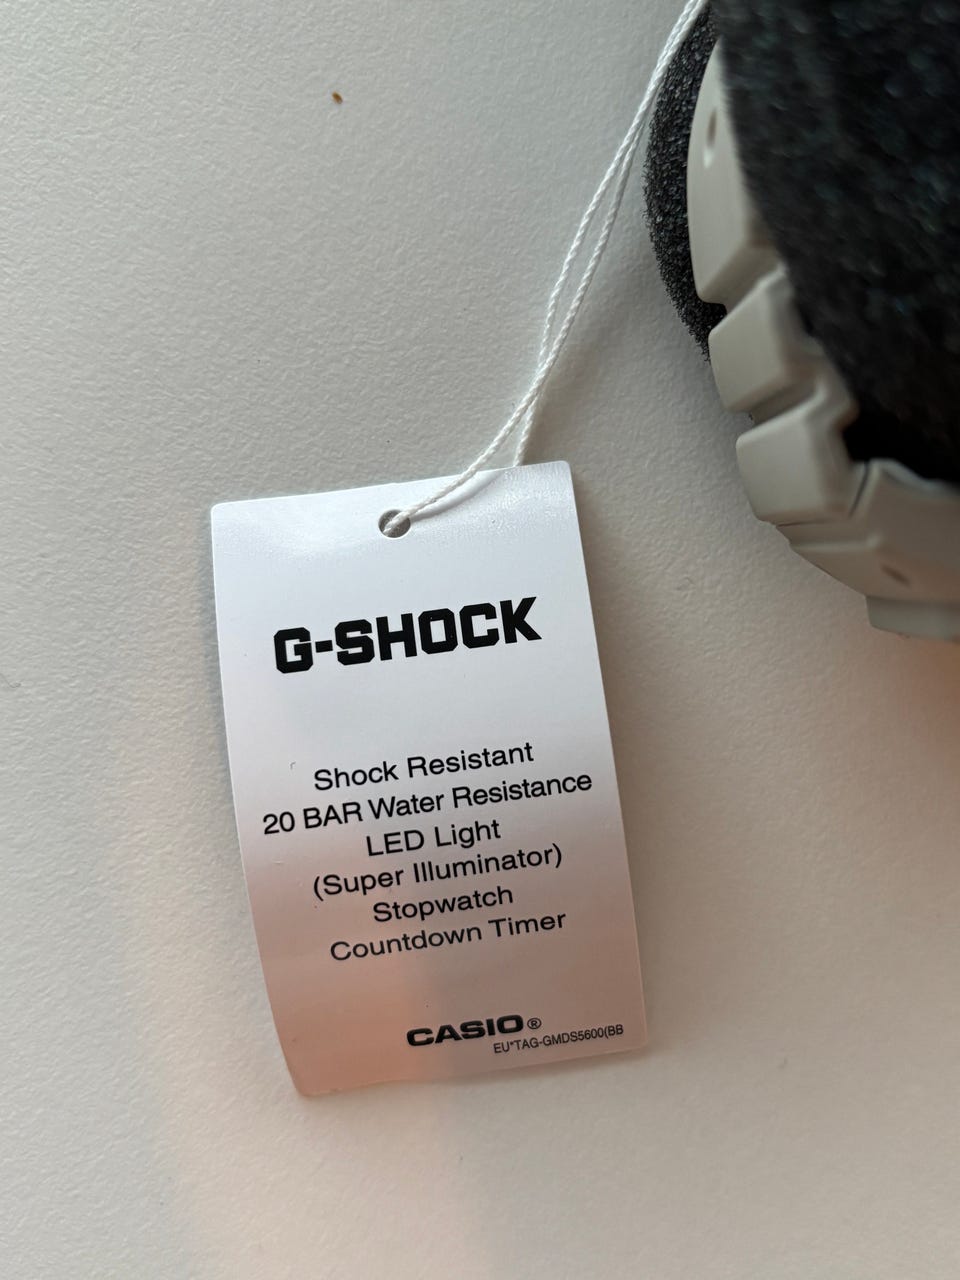 G-SHOCK
Shock Resistant
20 BAR Water Resistance
LED Light
(Super Illuminator)
Stopwatch
Countdown Timer
CASIO®
EU*TAG-GMDS5600(BB